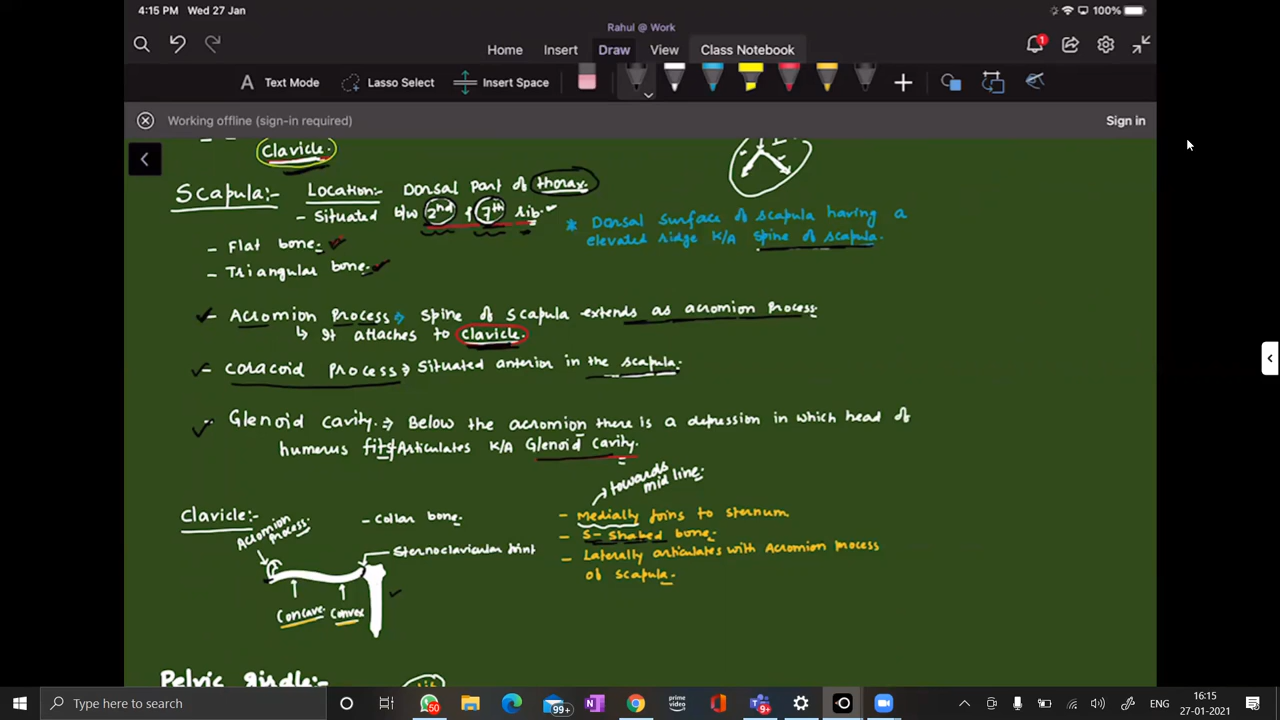 4:15 PM Wed 27 Jan
100%
Rahul @ Work
Home Insert Draw View Class Notebook
1
Text Mode Lasso Select Insert Space
Working offline (sign-in required) Sign in
Clavicle.
Scapula:- Location:- Dorsal Part of thorax.
- Situated b/w 2nd & 7th rib.
* Dorsal surface of scapula having a
elevated ridge K/A Spine of scapula.
- Flat bone.
- Triangular bone.
- Acromion Process Spine of scapula extends as acromion Process.
It attaches to Clavicle.
- Coracoid Process Situated anterior in the scapula.
- Glenoid cavity. Below the acromion there is a depression in which head of
humerus fits/Articulates K/A Glenoid Cavity.
towards
mid line.
Clavicle:-
- Collar bone.
- Medially Joins to sternum
- S-shaped bone.
- Laterally articulates with Acromion Process
of scapula.
Acromion
Process.
Sternoclavicular Joint
Concave Convex
Pelvic girdle:-
Type here to search
50
99+
prime video
9+
ENG
16:15
27-01-2021